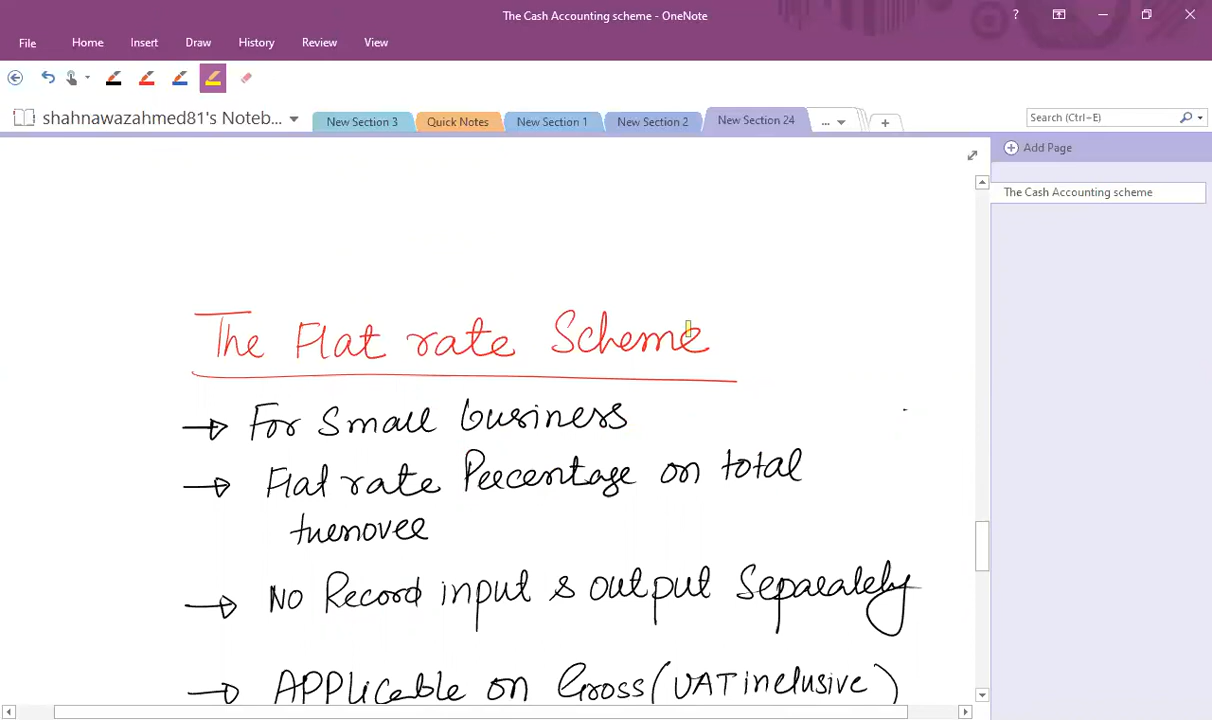 The Cash Accounting scheme - OneNote
?
File Home Insert Draw History Review View
shahnawazahmed81's Noteb... New Section 3 Quick Notes New Section 1 New Section 2 New Section 24 ... + Search (Ctrl+E)
Add Page
The Cash Accounting scheme
The Flat rate Scheme
→ For Small business
→ Flat rate Percentage on total
turnover
→ No Record input & output Separately
→ APPlicable on Gross (VAT inclusive)